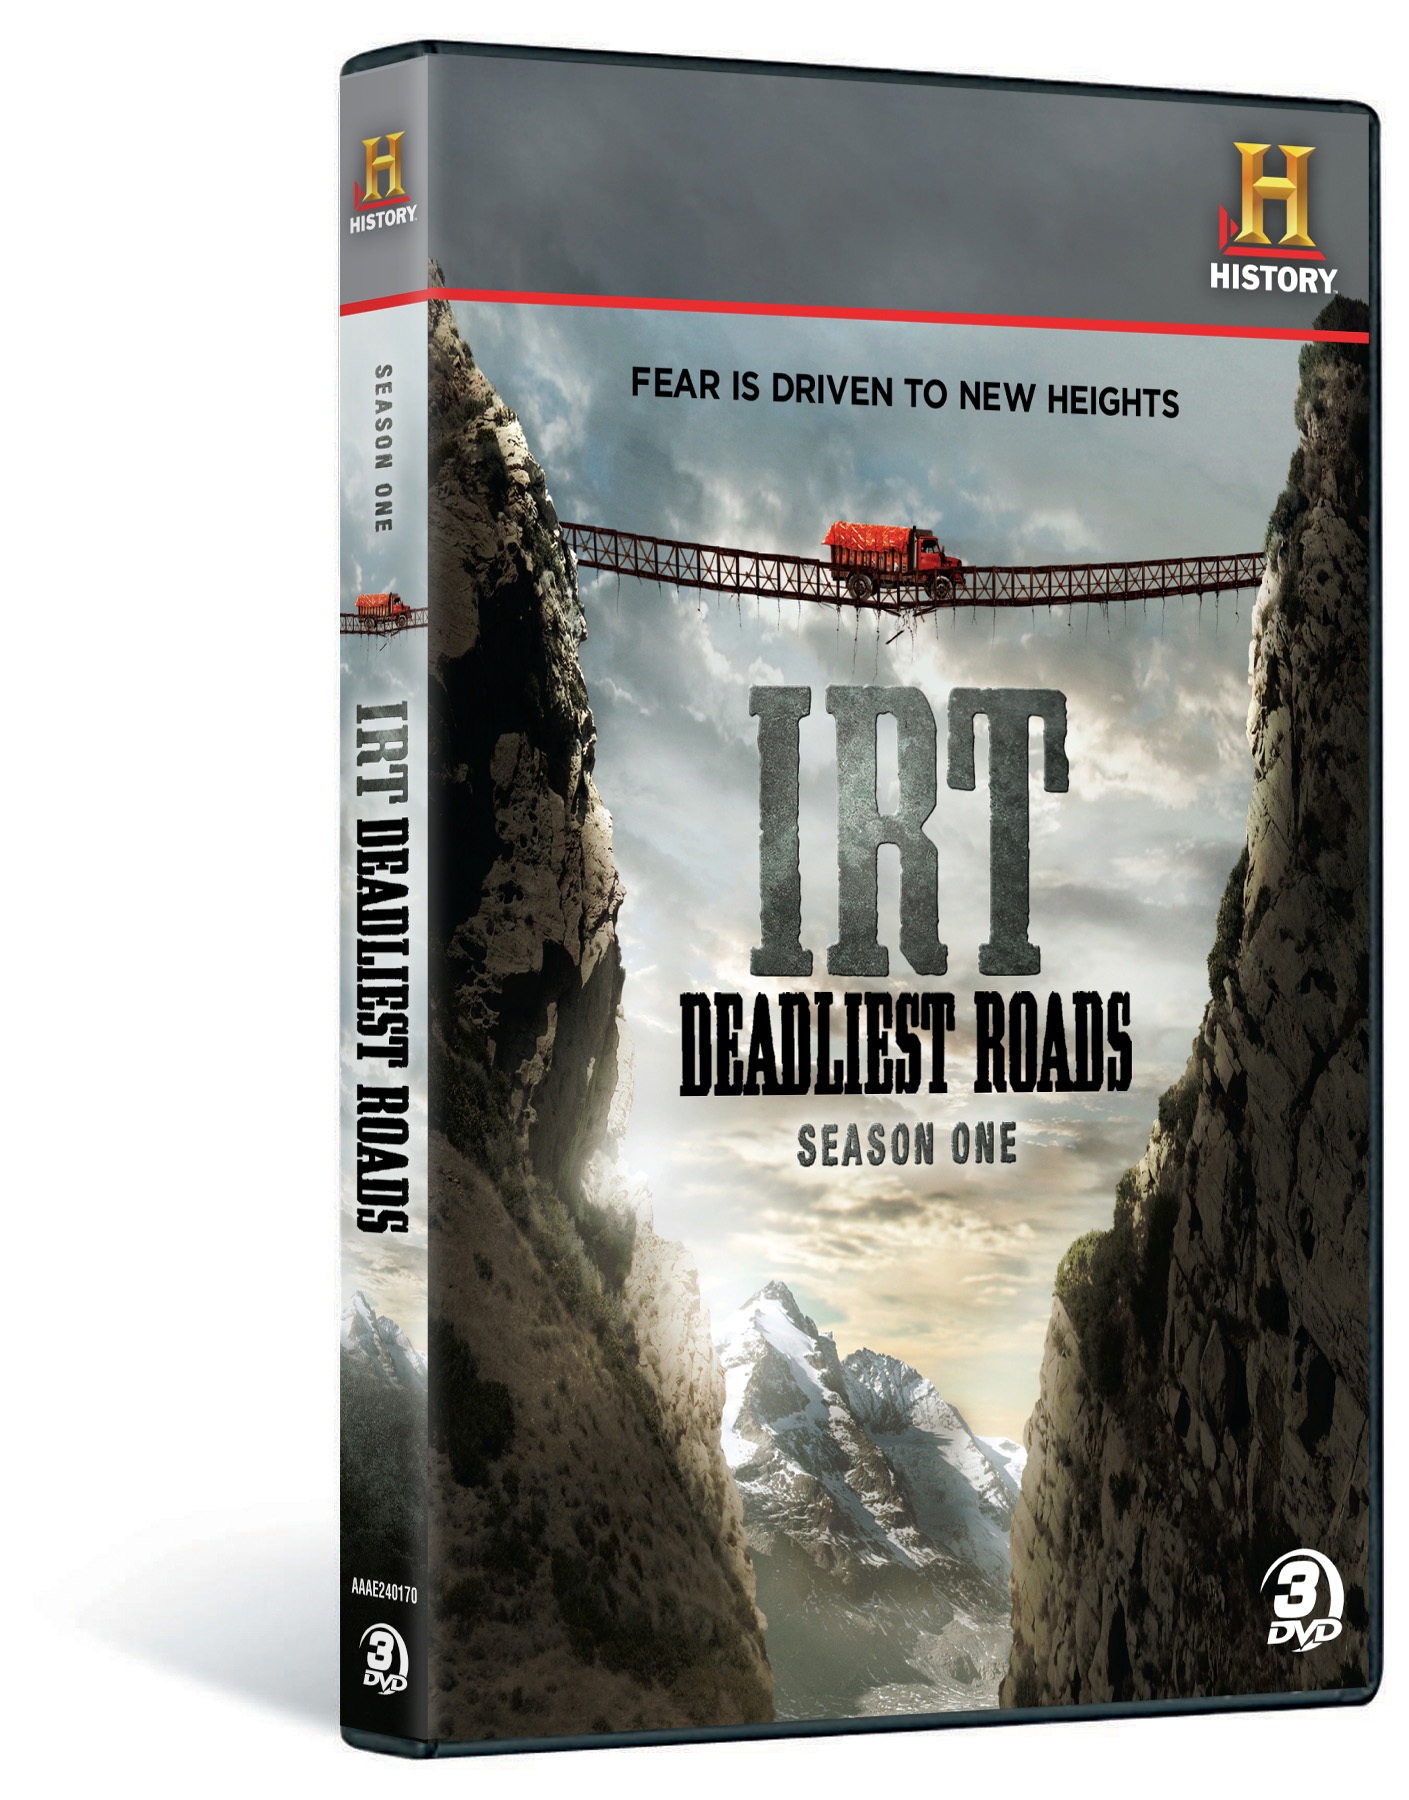 H
HISTORY
SEASON ONE
IRT DEADLIEST ROADS
AAAE240170
3
DVD
H
HISTORY
FEAR IS DRIVEN TO NEW HEIGHTS
IRT
DEADLIEST ROADS
SEASON ONE
3
DVD